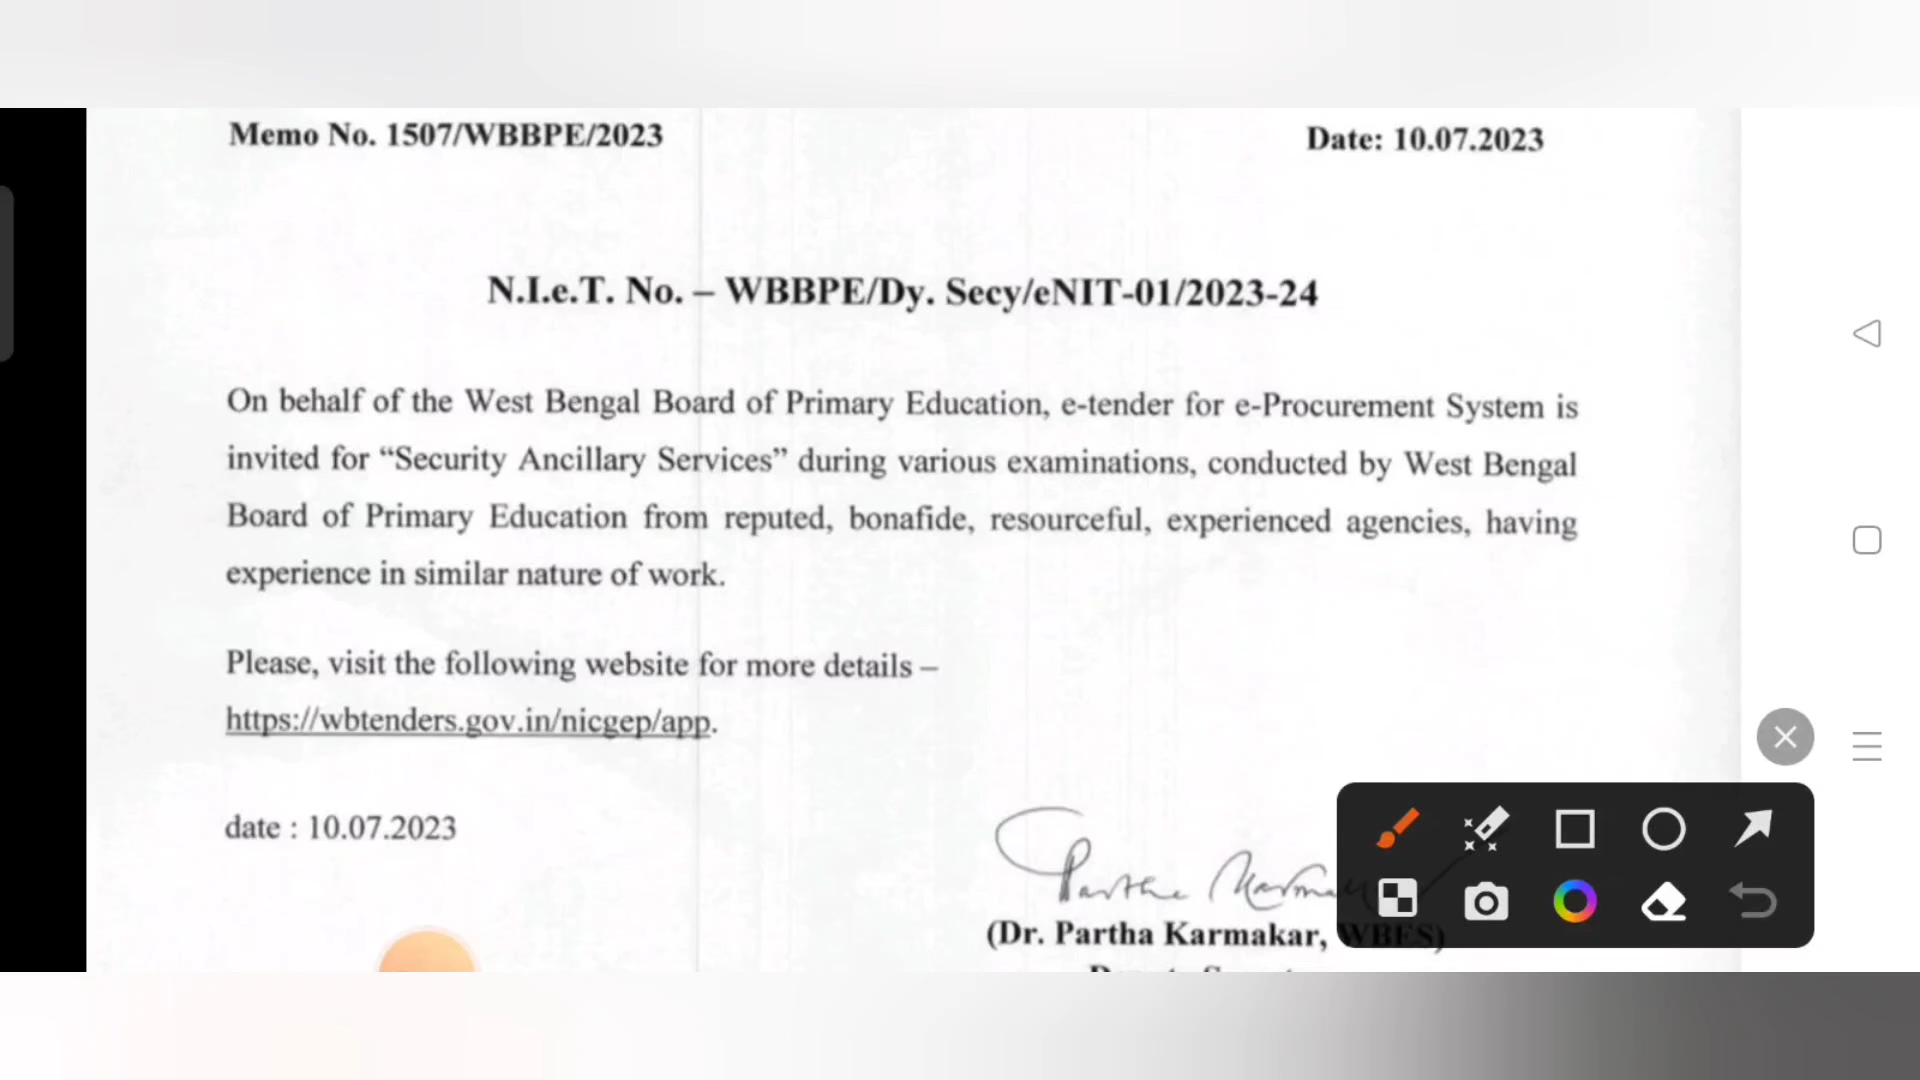 Memo No. 1507/WBBPE/2023
Date: 10.07.2023
N.I.e.T. No. – WBBPE/Dy. Secy/eNIT-01/2023-24
On behalf of the West Bengal Board of Primary Education, e-tender for e-Procurement System is
invited for “Security Ancillary Services” during various examinations, conducted by West Bengal
Board of Primary Education from reputed, bonafide, resourceful, experienced agencies, having
experience in similar nature of work.
Please, visit the following website for more details –
https://wbtenders.gov.in/nicgep/app.
date : 10.07.2023
Partha Karmakar
(Dr. Partha Karmakar, WBES)